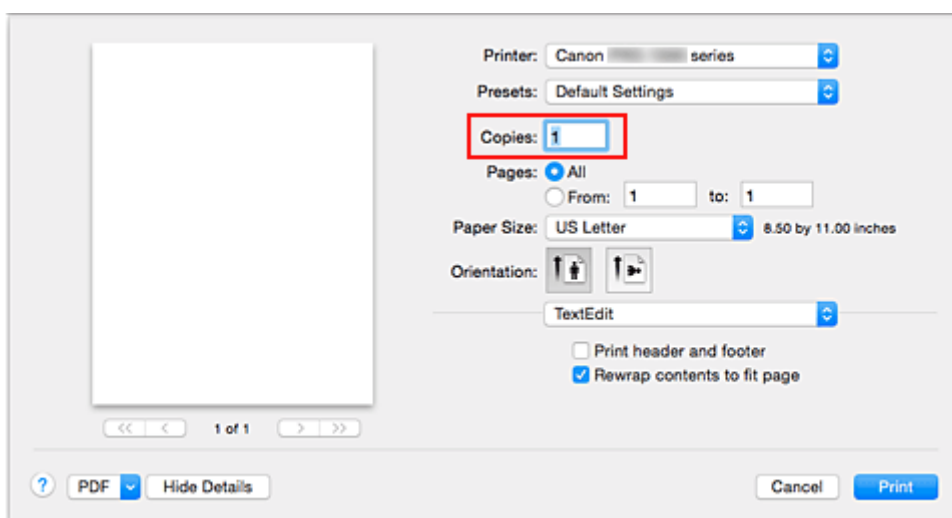 Printer: Canon series
Presets: Default Settings
Copies: 1
Pages: All
From: 1 to: 1
Paper Size: US Letter 8.50 by 11.00 inches
Orientation:
TextEdit
Print header and footer
Rewrap contents to fit page
<< < 1 of 1 > >>
? PDF Hide Details Cancel Print